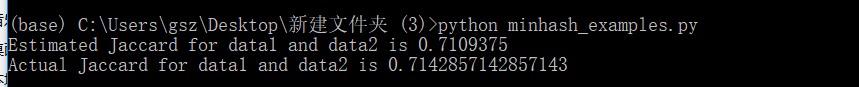 (base) C:\Users\gsz\Desktop\新建文件夹 (3)>python minhash_examples.py
Estimated Jaccard for data1 and data2 is 0.7109375
Actual Jaccard for data1 and data2 is 0.7142857142857143